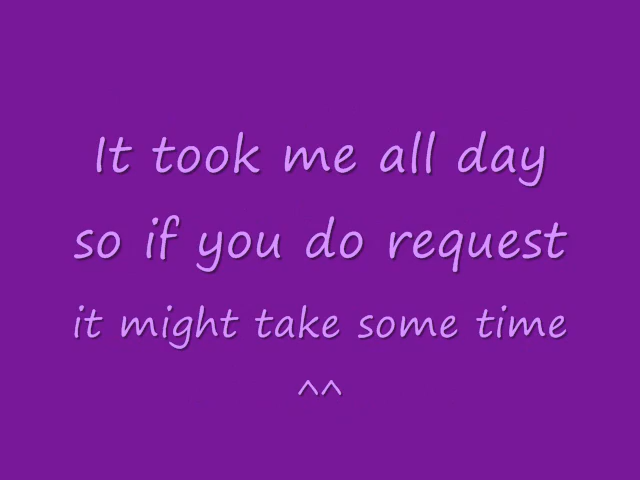 It took me all day
so if you do request
it might take some time
^^